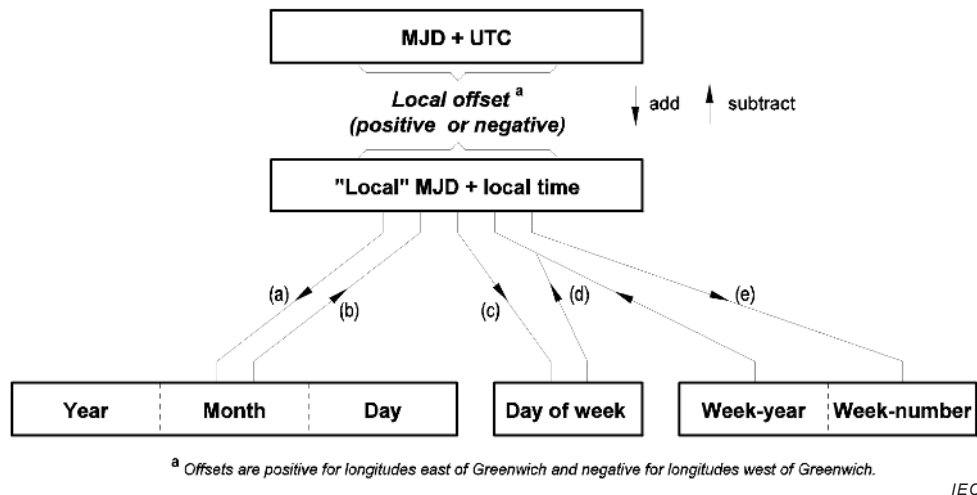 MJD + UTC
Local offset a
(positive or negative)
add
subtract
"Local" MJD + local time
(a)
(b)
(c)
(d)
(e)
Year
Month
Day
Day of week
Week-year
Week-number
a Offsets are positive for longitudes east of Greenwich and negative for longitudes west of Greenwich.
IEC